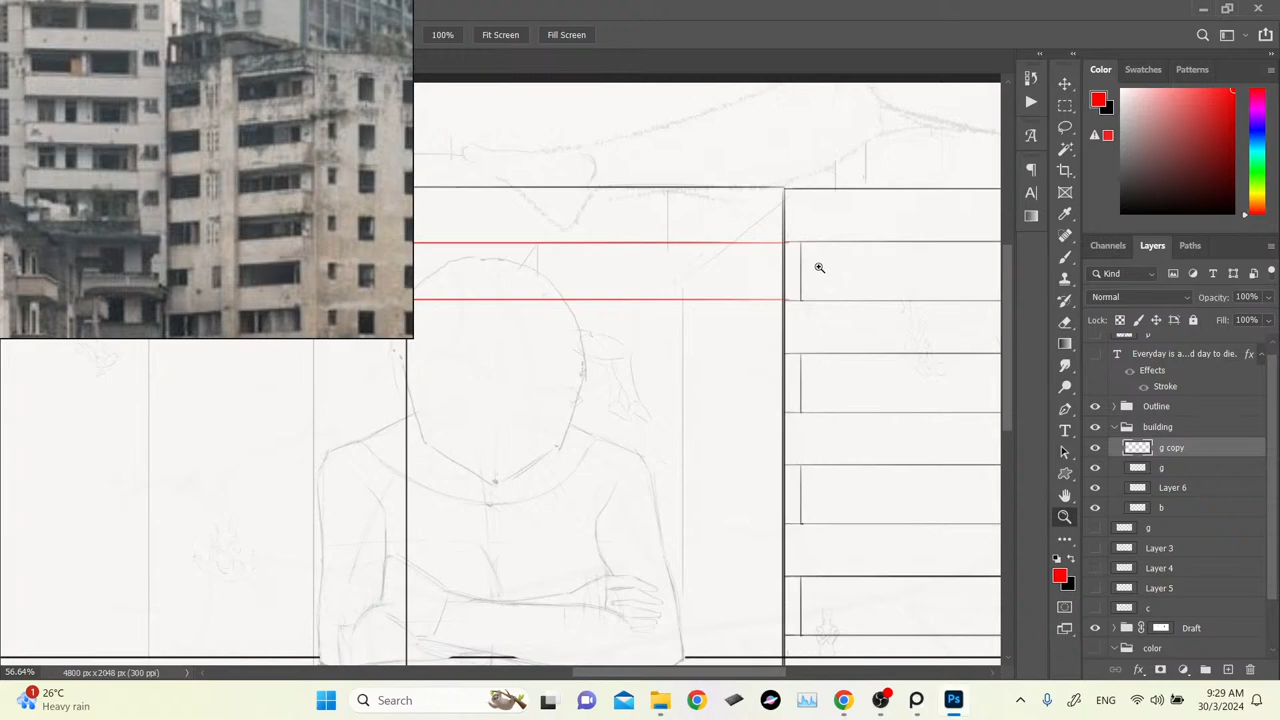 100%
Fit Screen
Fill Screen
Color
Swatches
Patterns
Channels
Layers
Paths
Kind
Normal
Opacity: 100%
Lock:
Fill: 100%
Everyday is a...d day to die.
fx
Effects
Stroke
Outline
building
g copy
g
Layer 6
b
g
Layer 3
Layer 4
Layer 5
c
Draft
color
56.64%
4800 px x 2048 px (300 ppi)
1
26°C
Heavy rain
Search
ENG
9:29 AM
30/3/2024